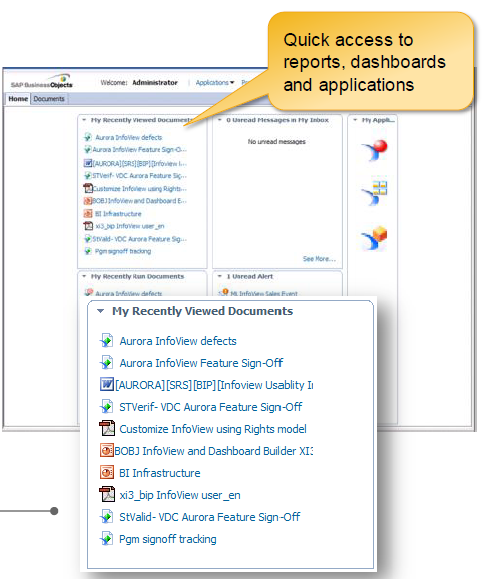 Quick access to
reports, dashboards
and applications
SAP BusinessObjects
Welcome: Administrator
Applications
Home Documents
My Recently Viewed Documents
Aurora InfoView defects
Aurora InfoView Feature Sign-O...
[AURORA][SRS][BIP][Infoview I...
STVerif- VDC Aurora Feature Sig...
Customize InfoView using Rights...
BOBJ InfoView and Dashboard E...
BI Infrastructure
xi3_bip InfoView user_en
StValid- VDC Aurora Feature Sig...
Pgm signoff tracking
0 Unread Messages in My Inbox
No unread messages
See More...
My Appli...
My Recently Run Documents
Aurora InfoView defects
1 Unread Alert
ML InfoView Sales Event
My Recently Viewed Documents
Aurora InfoView defects
Aurora InfoView Feature Sign-Off
[AURORA][SRS][BIP][Infoview Usablity
STVerif- VDC Aurora Feature Sign-Off
Customize InfoView using Rights model
BOBJ InfoView and Dashboard Builder XI3
BI Infrastructure
xi3_bip InfoView user_en
StValid- VDC Aurora Feature Sign-Off
Pgm signoff tracking